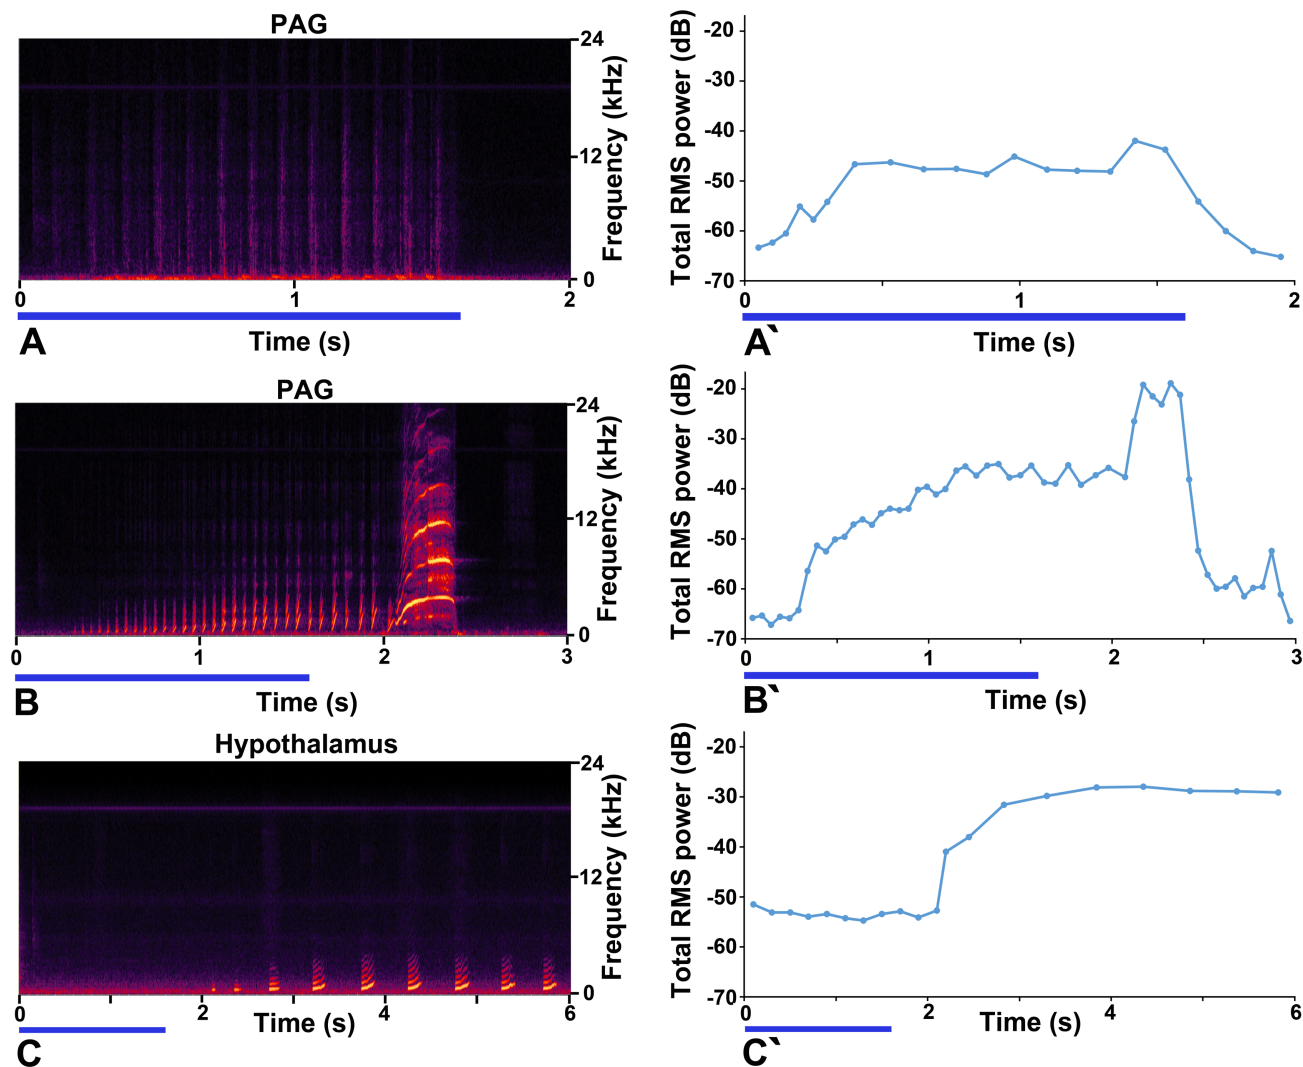 PAG
24
12
0
Frequency (kHz)
0 1 2
Time (s)
A
Total RMS power (dB)
-20
-30
-40
-50
-60
-70
0 1 2
Time (s)
A`
PAG
24
12
0
Frequency (kHz)
0 1 2 3
Time (s)
B
Total RMS power (dB)
-20
-30
-40
-50
-60
-70
0 1 2 3
Time (s)
B`
Hypothalamus
24
12
0
Frequency (kHz)
0 2 4 6
Time (s)
C
Total RMS power (dB)
-20
-30
-40
-50
-60
-70
0 2 4 6
Time (s)
C`